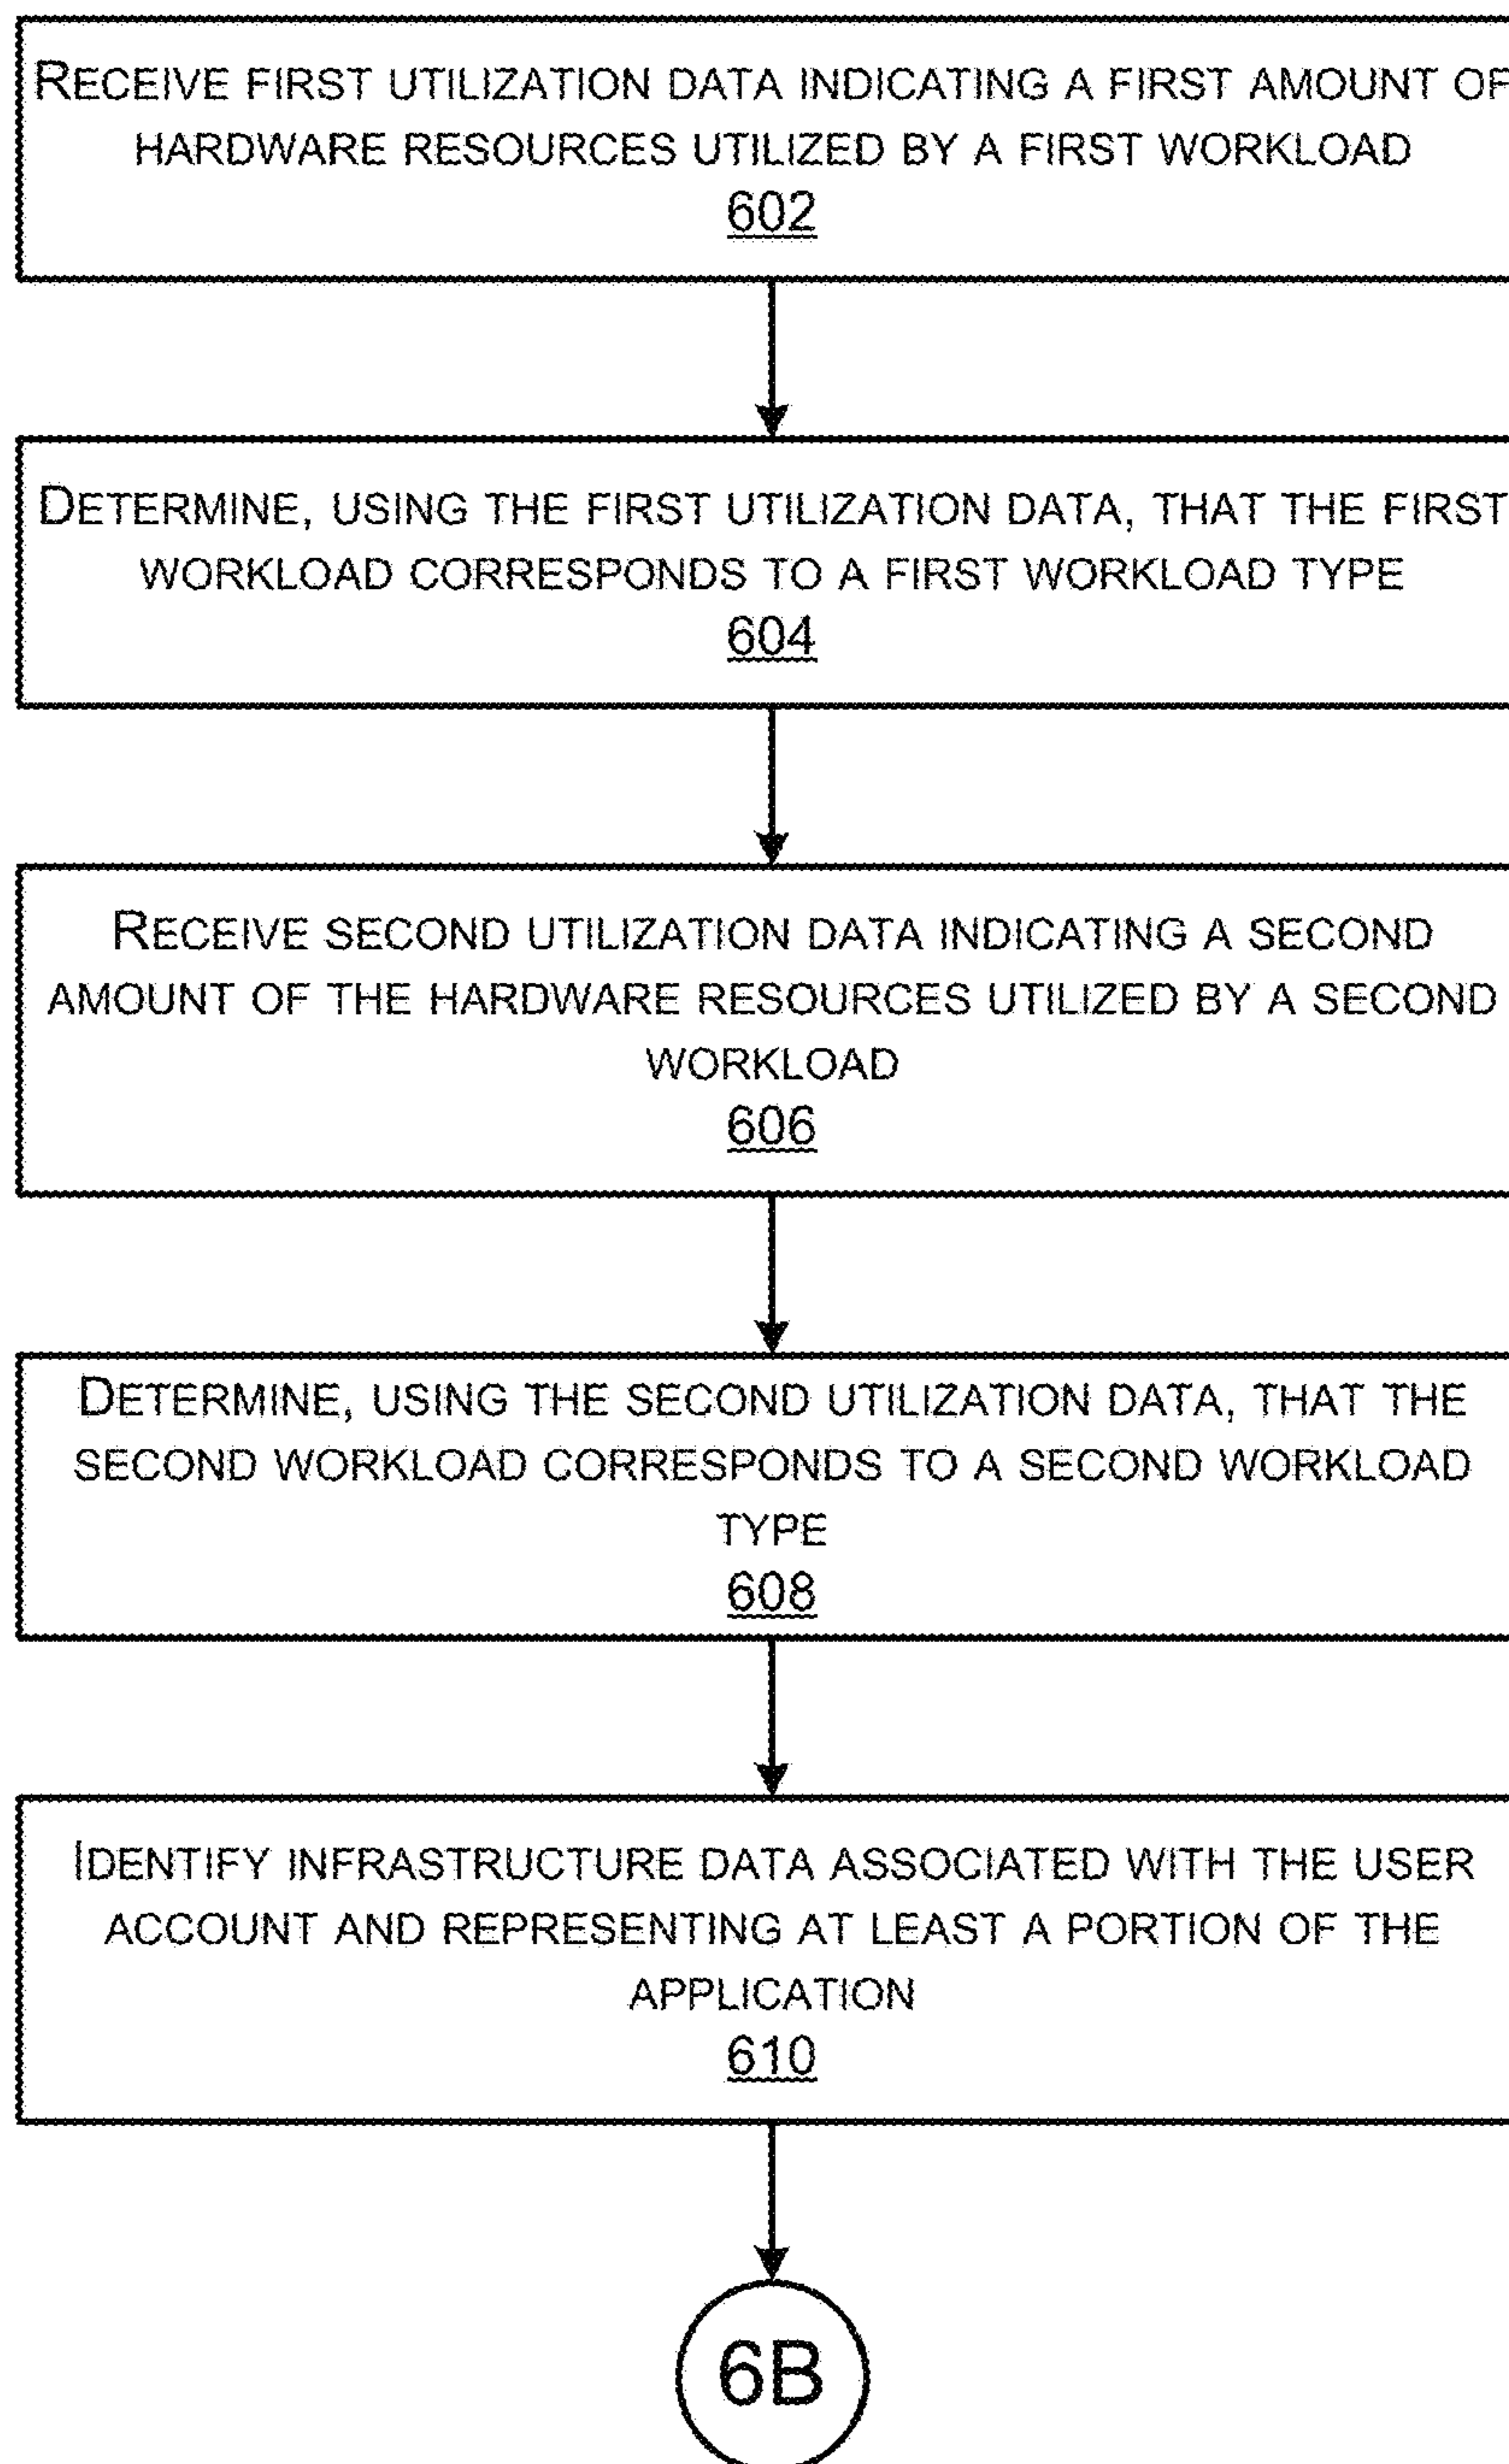 RECEIVE FIRST UTILIZATION DATA INDICATING A FIRST AMOUNT OF
HARDWARE RESOURCES UTILIZED BY A FIRST WORKLOAD
602
DETERMINE, USING THE FIRST UTILIZATION DATA, THAT THE FIRST
WORKLOAD CORRESPONDS TO A FIRST WORKLOAD TYPE
604
RECEIVE SECOND UTILIZATION DATA INDICATING A SECOND
AMOUNT OF THE HARDWARE RESOURCES UTILIZED BY A SECOND
WORKLOAD
606
DETERMINE, USING THE SECOND UTILIZATION DATA, THAT THE
SECOND WORKLOAD CORRESPONDS TO A SECOND WORKLOAD
TYPE
608
IDENTIFY INFRASTRUCTURE DATA ASSOCIATED WITH THE USER
ACCOUNT AND REPRESENTING AT LEAST A PORTION OF THE
APPLICATION
610
6B